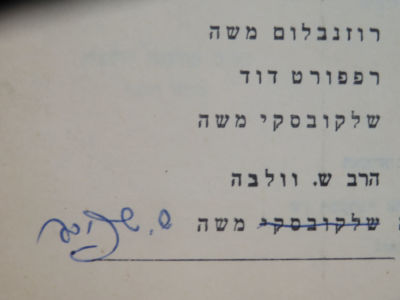 רוזנבלום משה
רפפורט דוד
שלקובסקי משה
הרב ש. וולבה
שלקובסקי משה ש.